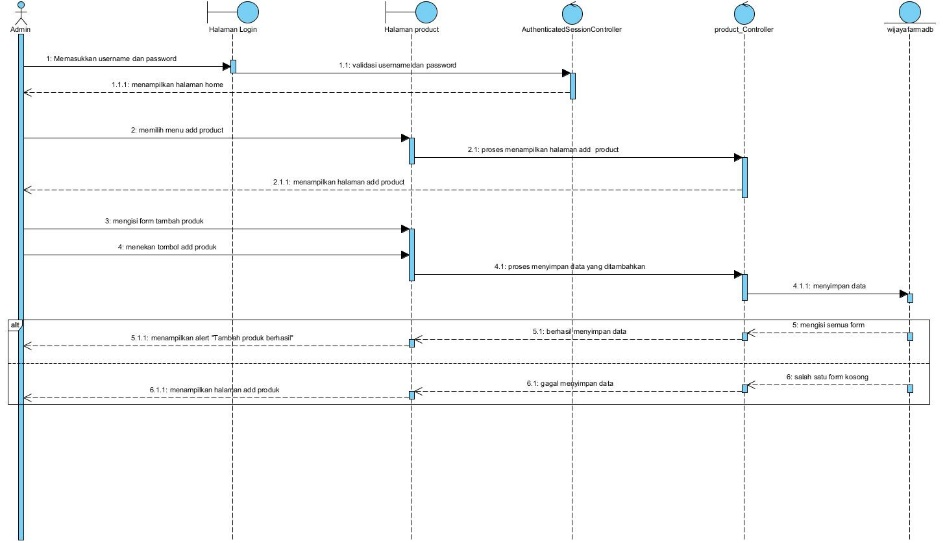 Admin
Halaman Login
Halaman product
AuthenticatedSessionController
product_Controller
wijayafarmadb
1: Memasukkan username dan password
1.1: validasi username dan password
1.1.1: menampilkan halaman home
2: memilih menu add product
2.1: proses menampilkan halaman add product
2.1.1: menampilkan halaman add product
3: mengisi form tambah produk
4: menekan tombol add produk
4.1: proses menyimpan data yang ditambahkan
4.1.1: menyimpan data
alt
5: mengisi semua form
5.1: berhasil menyimpan data
5.1.1: menampilkan alert "Tambah produk berhasil"
6: salah satu form kosong
6.1: gagal menyimpan data
6.1.1: menampilkan halaman add produk